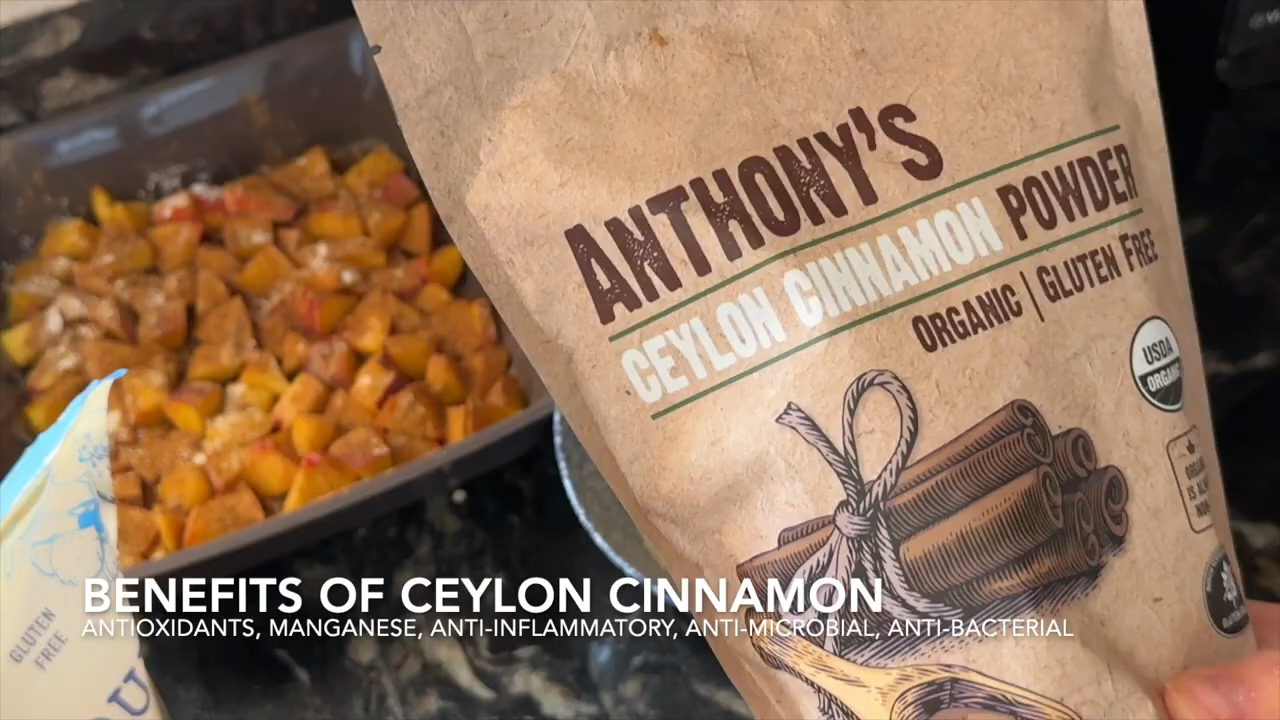 ANTHONY'S
CEYLON CINNAMON POWDER
ORGANIC | GLUTEN FREE
USDA
ORGANIC
GLUTEN
FREE
BENEFITS OF CEYLON CINNAMON
ANTIOXIDANTS, MANGANESE, ANTI-INFLAMMATORY, ANTI-MICROBIAL, ANTI-BACTERIAL